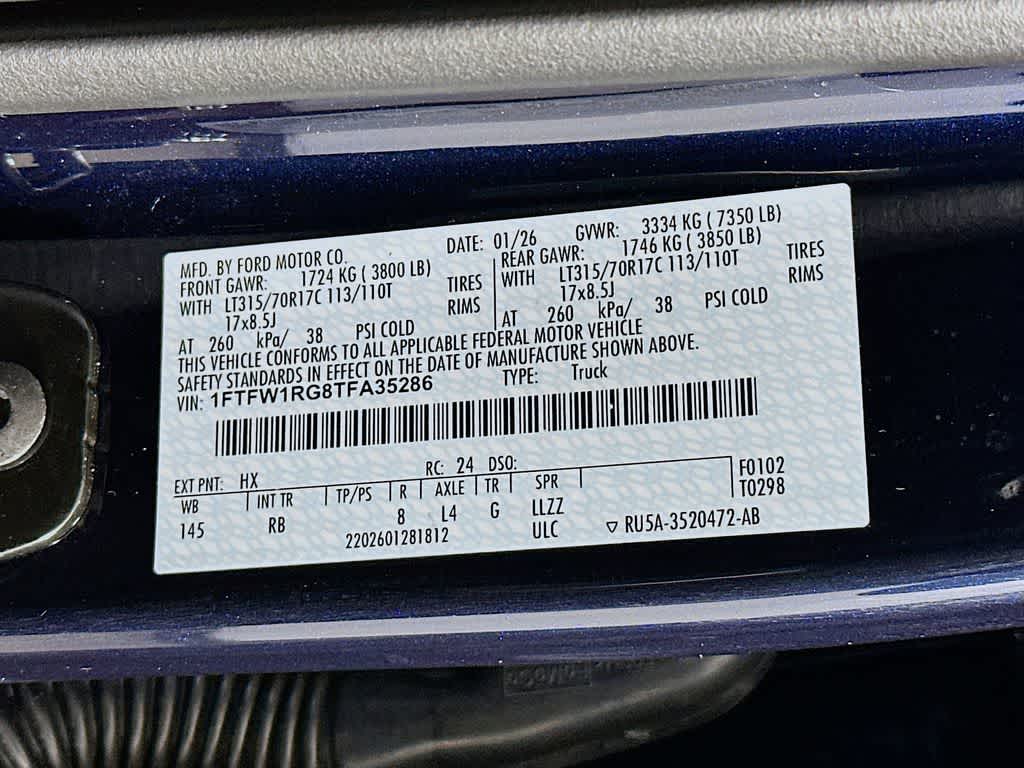 MFD. BY FORD MOTOR CO. DATE: 01/26 GVWR: 3334 KG ( 7350 LB)
FRONT GAWR: 1724 KG ( 3800 LB) REAR GAWR: 1746 KG ( 3850 LB)
WITH LT315/70R17C 113/110T TIRES WITH LT315/70R17C 113/110T TIRES
17x8.5J RIMS 17x8.5J RIMS
AT 260 kPa/ 38 PSI COLD AT 260 kPa/ 38 PSI COLD
THIS VEHICLE CONFORMS TO ALL APPLICABLE FEDERAL MOTOR VEHICLE
SAFETY STANDARDS IN EFFECT ON THE DATE OF MANUFACTURE SHOWN ABOVE.
VIN: 1FTFW1RG8TFA35286 TYPE: Truck
EXT PNT: HX RC: 24 DSO: F0102
WB INT TR TP/PS R AXLE TR SPR T0298
145 RB 8 L4 G LLZZ
2202601281812 ULC RU5A-3520472-AB